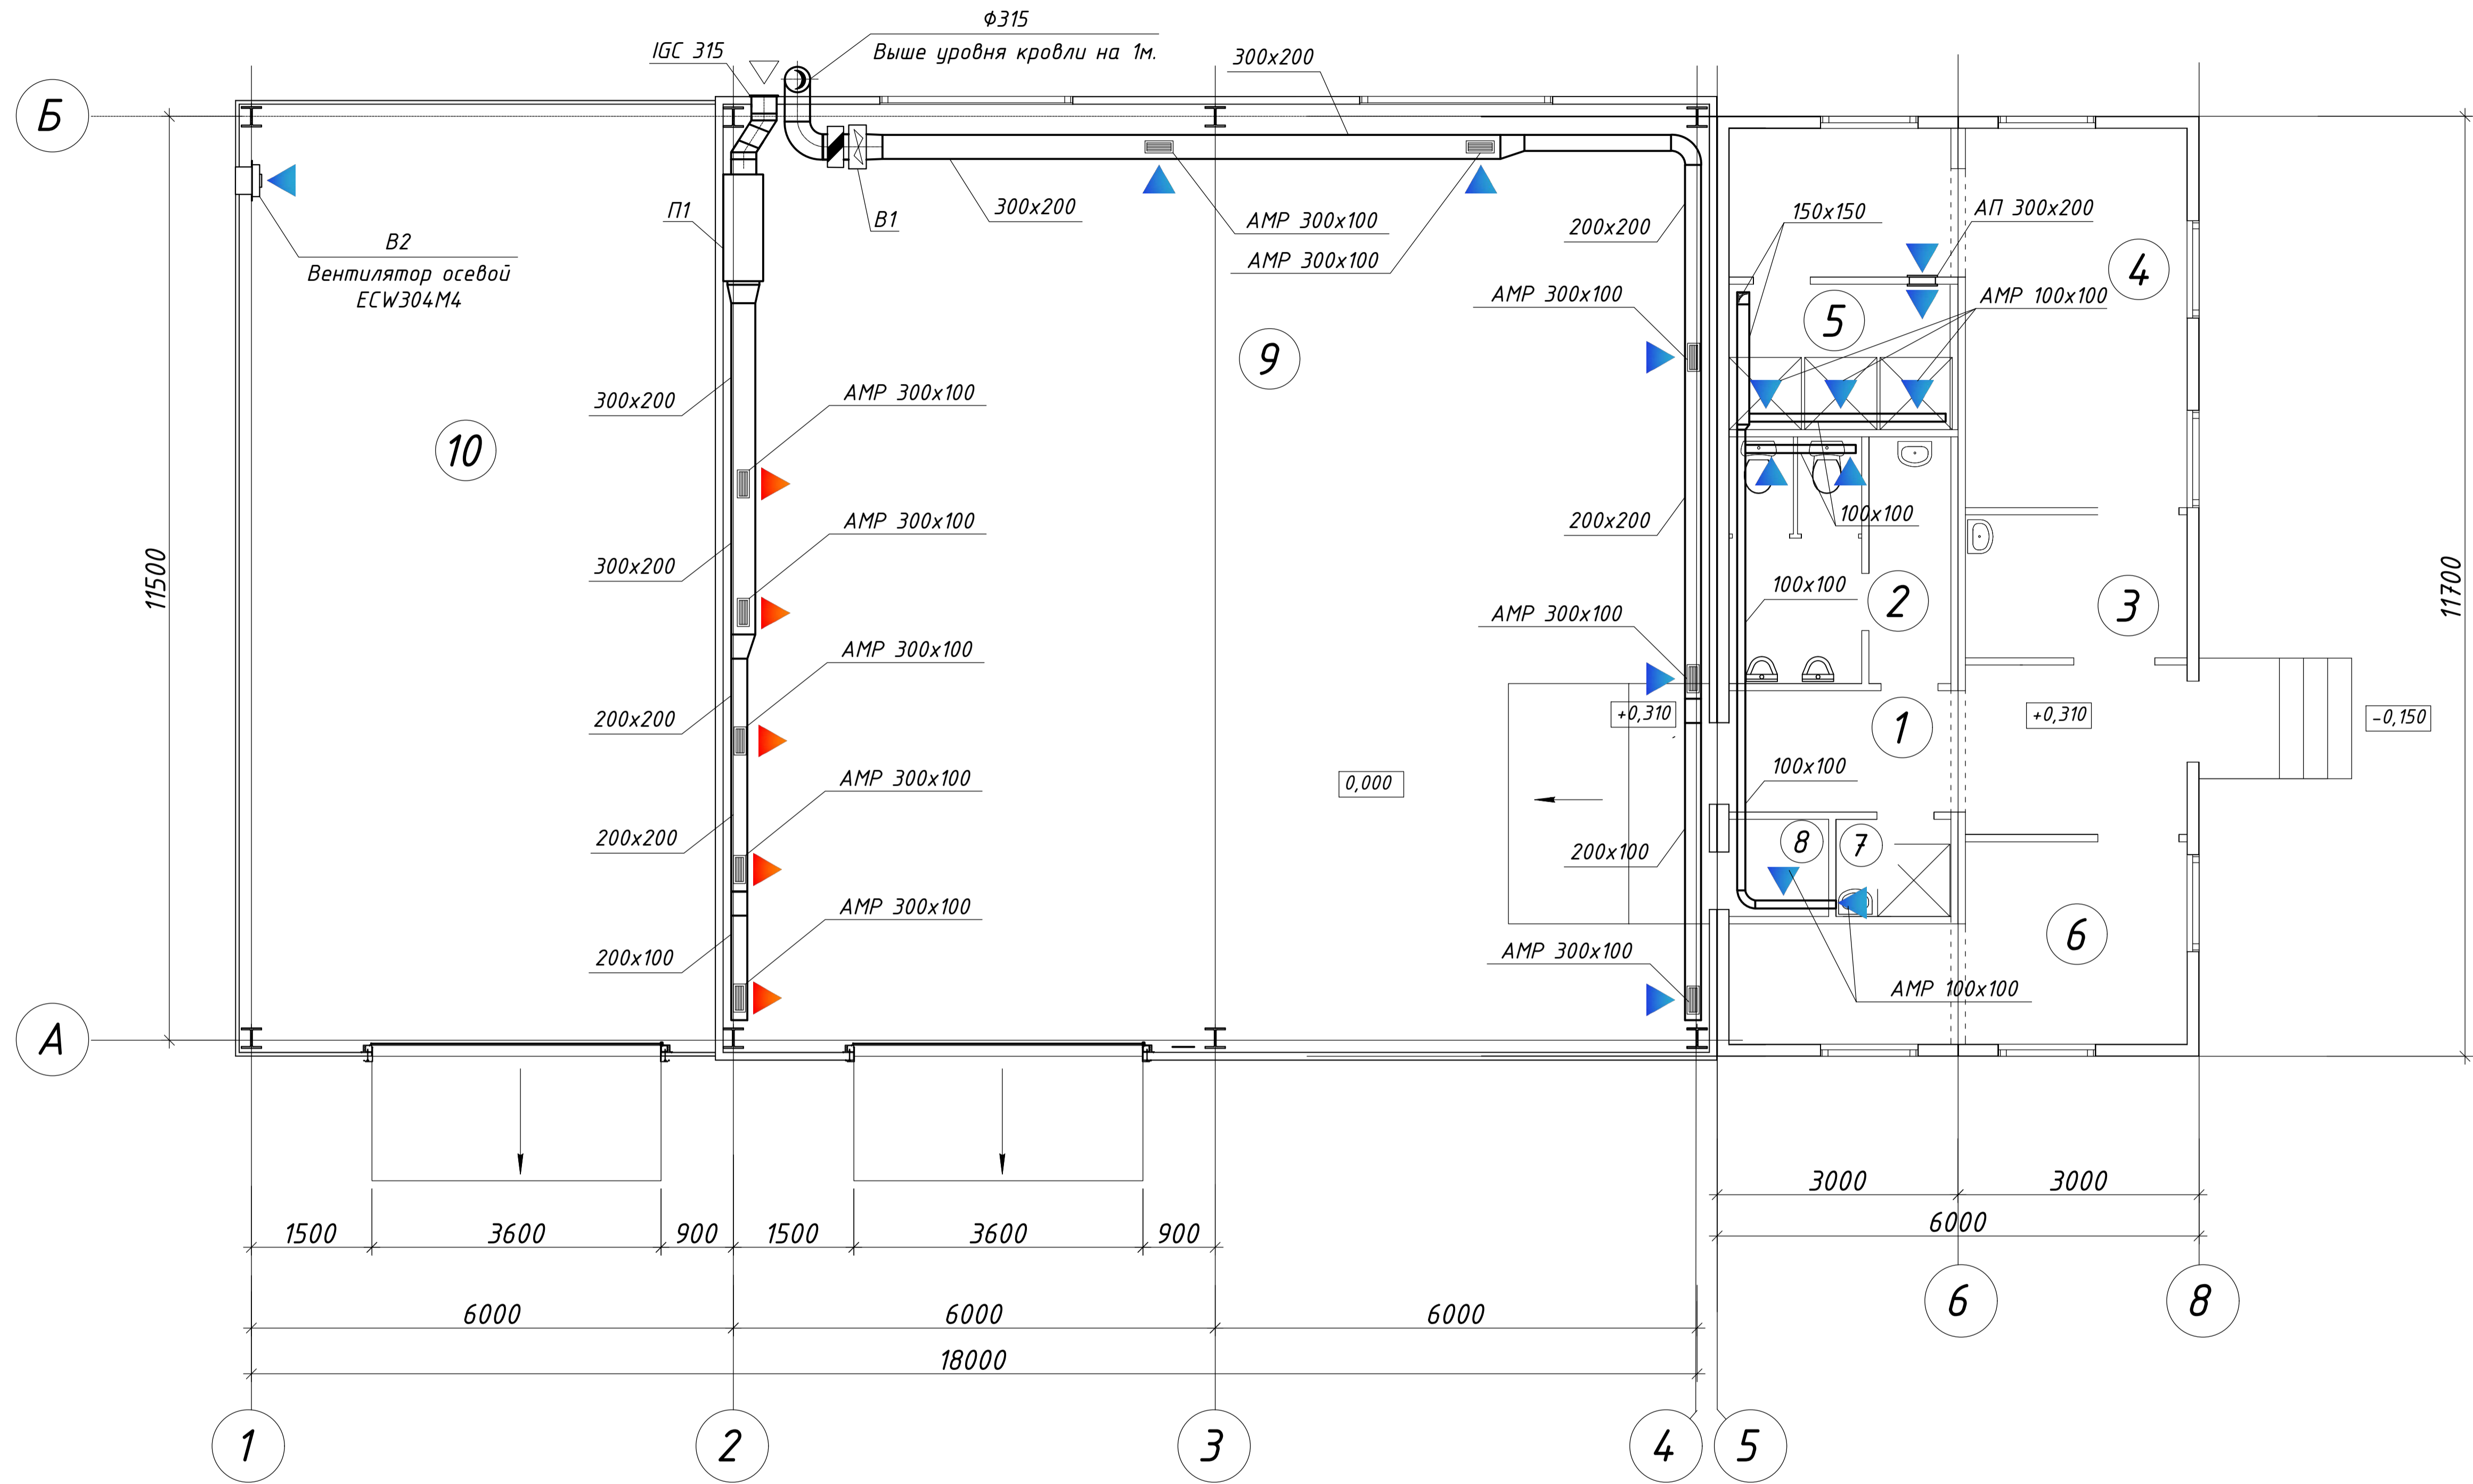 Ф315
IGC 315
Выше уровня кровли на 1м.
300х200
Б
П1
300х200
В1
АМР 300х100
АМР 300х100
200х200
150х150
АП 300х200
4
В2
Вентилятор осевой
ECW304M4
АМР 300х100
5
АМР 100х100
9
300х200
АМР 300х100
10
АМР 300х100
200х200
100х100
11500
300х200
АМР 300х100
100х100
2
3
11700
АМР 300х100
200х200
+0,310
1
+0,310
-0,150
АМР 300х100
0,000
100х100
200х200
200х100
8
7
АМР 300х100
200х100
АМР 300х100
6
АМР 100х100
А
3000
3000
1500
3600
900
1500
3600
900
6000
6000
6000
6000
18000
6
8
1
2
3
4
5